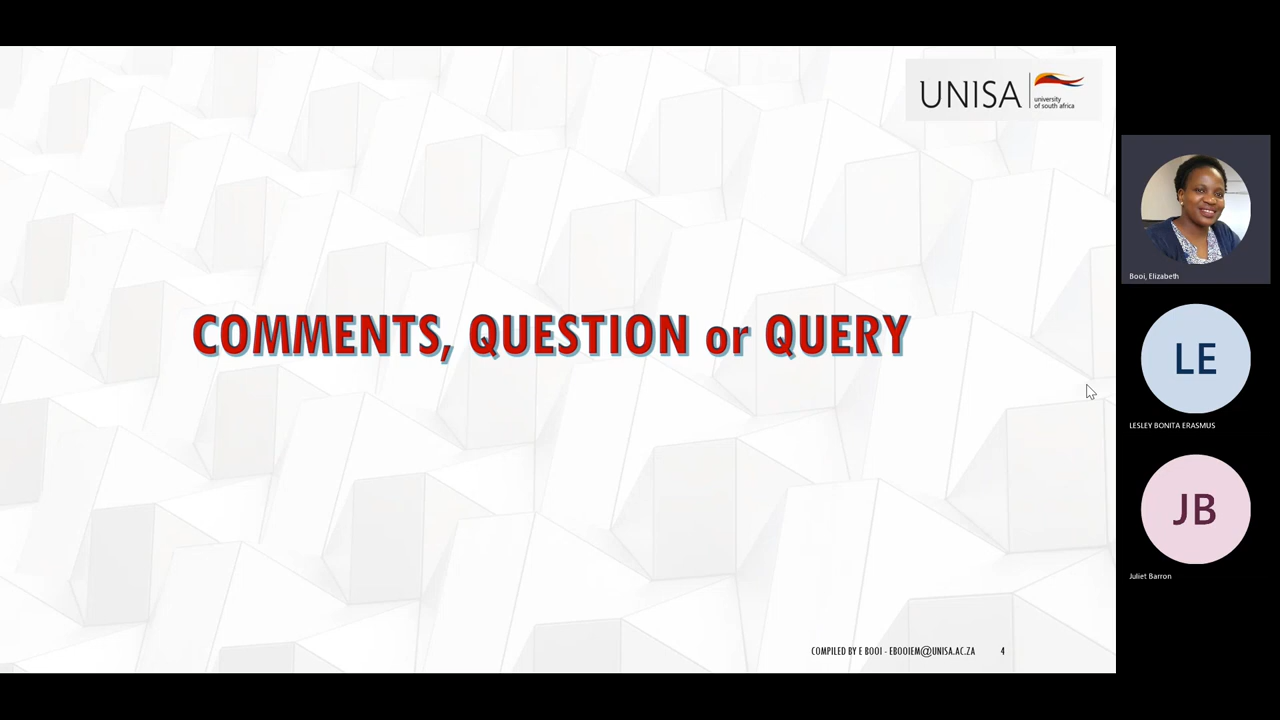 UNISA
university
of south africa
COMMENTS, QUESTION or QUERY
COMPILED BY E BOOI - EBOOIEM@UNISA.AC.ZA 4
Booi, Elizabeth
LE
LESLEY BONITA ERASMUS
JB
Juliet Barron